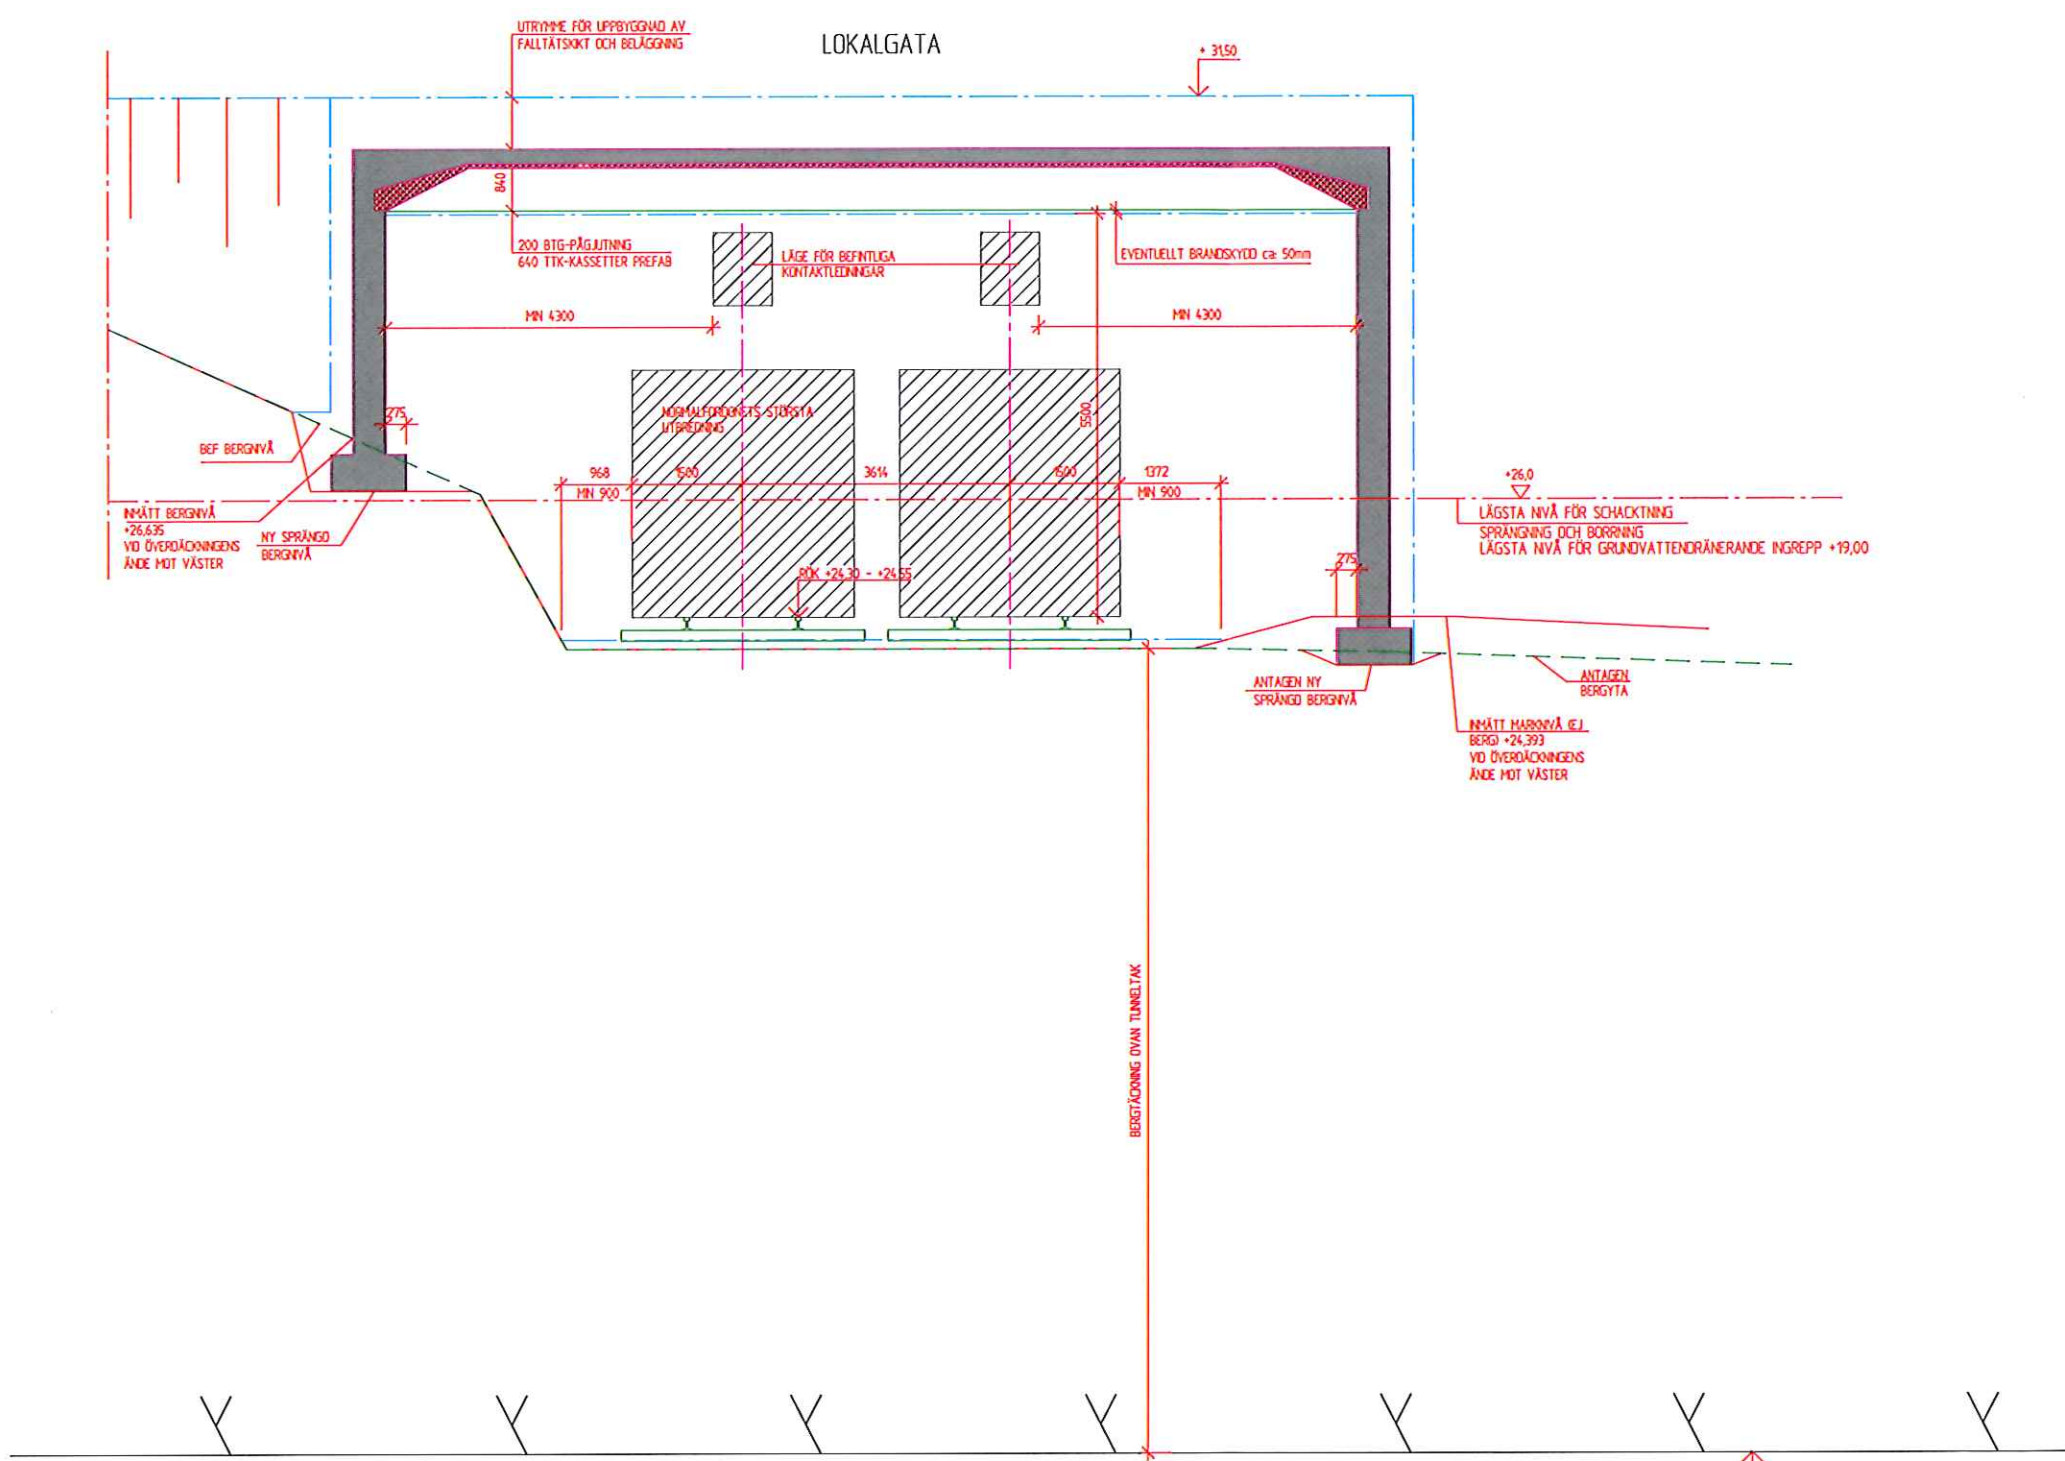 UTRYMME FÖR UPPBYGGNAD AV
FALLTÄTSKIKT OCH BELÄGGNING
LOKALGATA
+ 31,50
840
200 BTG-PÅGJUTNING
640 TTK-KASSETTER PREFAB
LÄGE FÖR BEFINTLIGA
KONTAKTLEDNINGAR
EVENTUELLT BRANDSKYDD ca: 50mm
MIN 4300
MIN 4300
275
NORMALFORDONETS STÖRSTA
UTBREDNING
5500
BEF BERGNIVÅ
968
1500
3614
1500
1372
MIN 900
MIN 900
+26,0
LÄGSTA NIVÅ FÖR SCHACKTNING
SPRÄNGNING OCH BORRNING
LÄGSTA NIVÅ FÖR GRUNDVATTENDRÄNERANDE INGREPP +19,00
INMÄTT BERGNIVÅ
+26,635
VID ÖVERDÄCKNINGENS
ÄNDE MOT VÄSTER
NY SPRÄNGD
BERGNIVÅ
RÖK +24,30 - +24,55
275
ANTAGEN NY
SPRÄNGD BERGNIVÅ
ANTAGEN
BERGYTA
INMÄTT MARKNIVÅ (EJ
BERG) +24,393
VID ÖVERDÄCKNINGENS
ÄNDE MOT VÄSTER
BERGTÄCKNING OVAN TUNNELTAK